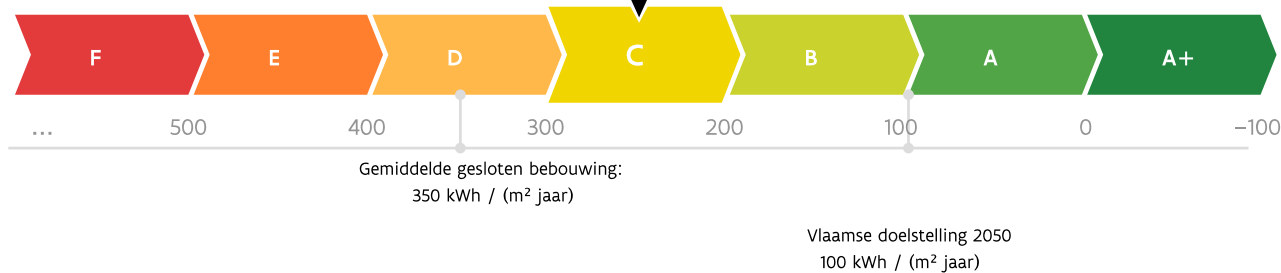 F E D C B A A+
... 500 400 300 200 100 0 −100
Gemiddelde gesloten bebouwing:
350 kWh / (m² jaar)
Vlaamse doelstelling 2050
100 kWh / (m² jaar)